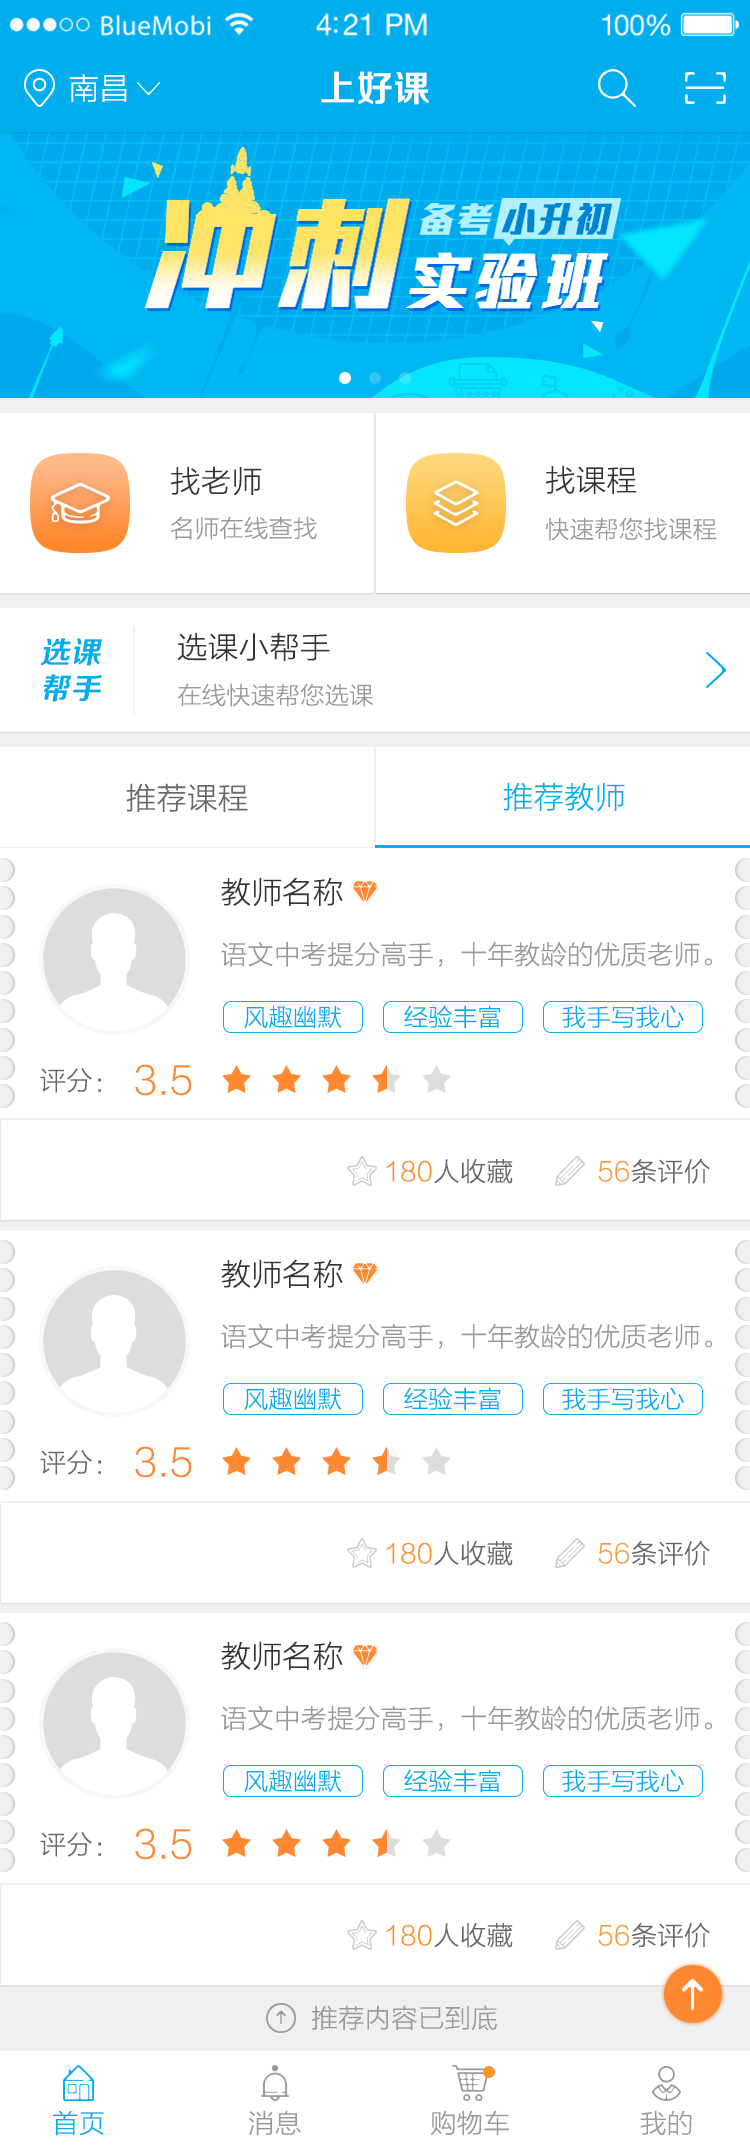 BlueMobi 4:21 PM 100%
南昌 上好课
冲刺 备考小升初
实验班
找老师 找课程
名师在线查找 快速帮您找课程
选课 选课小帮手
帮手 在线快速帮您选课
推荐课程 推荐教师
教师名称
语文中考提分高手，十年教龄的优质老师。
风趣幽默 经验丰富 我手写我心
评分： 3.5
180人收藏 56条评价
教师名称
语文中考提分高手，十年教龄的优质老师。
风趣幽默 经验丰富 我手写我心
评分： 3.5
180人收藏 56条评价
教师名称
语文中考提分高手，十年教龄的优质老师。
风趣幽默 经验丰富 我手写我心
评分： 3.5
180人收藏 56条评价
推荐内容已到底
首页 消息 购物车 我的